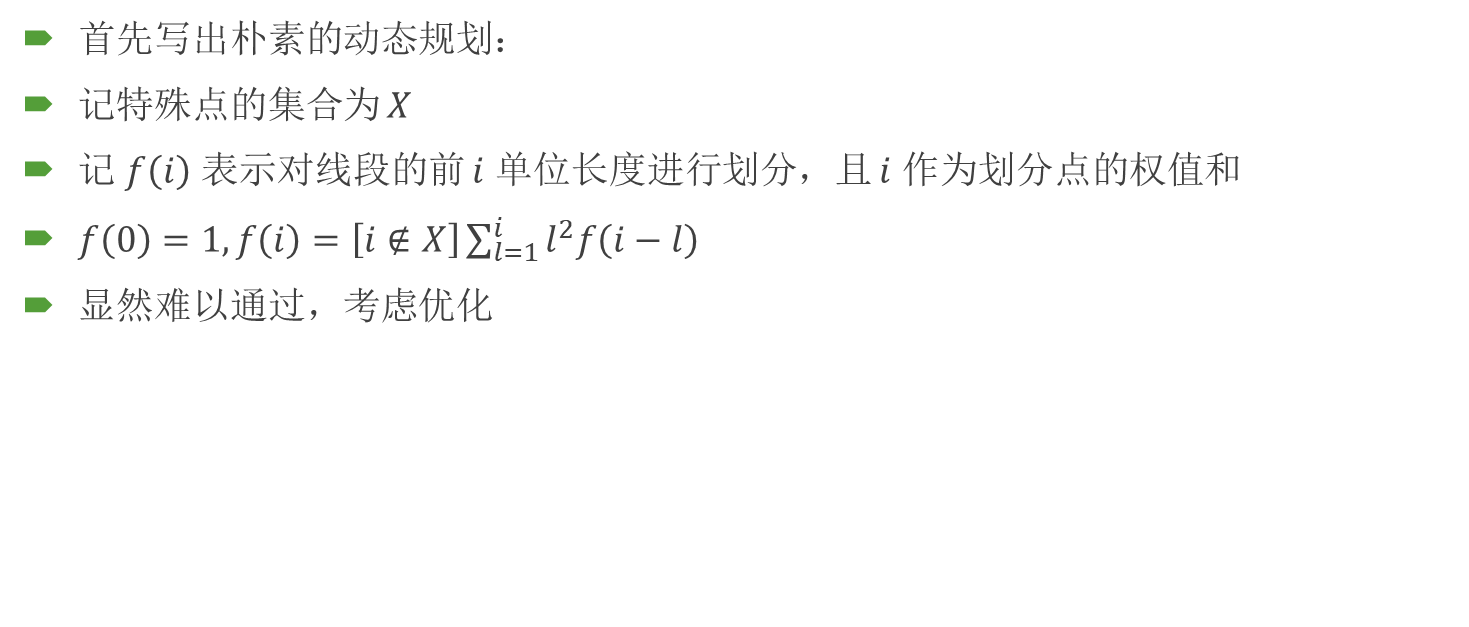 首先写出朴素的动态规划：
记特殊点的集合为 X
记 f(i) 表示对线段的前 i 单位长度进行划分，且 i 作为划分点的权值和
f(0) = 1, f(i) = [i ∉ X]∑_{l=1}^{i} l²f(i − l)
显然难以通过，考虑优化